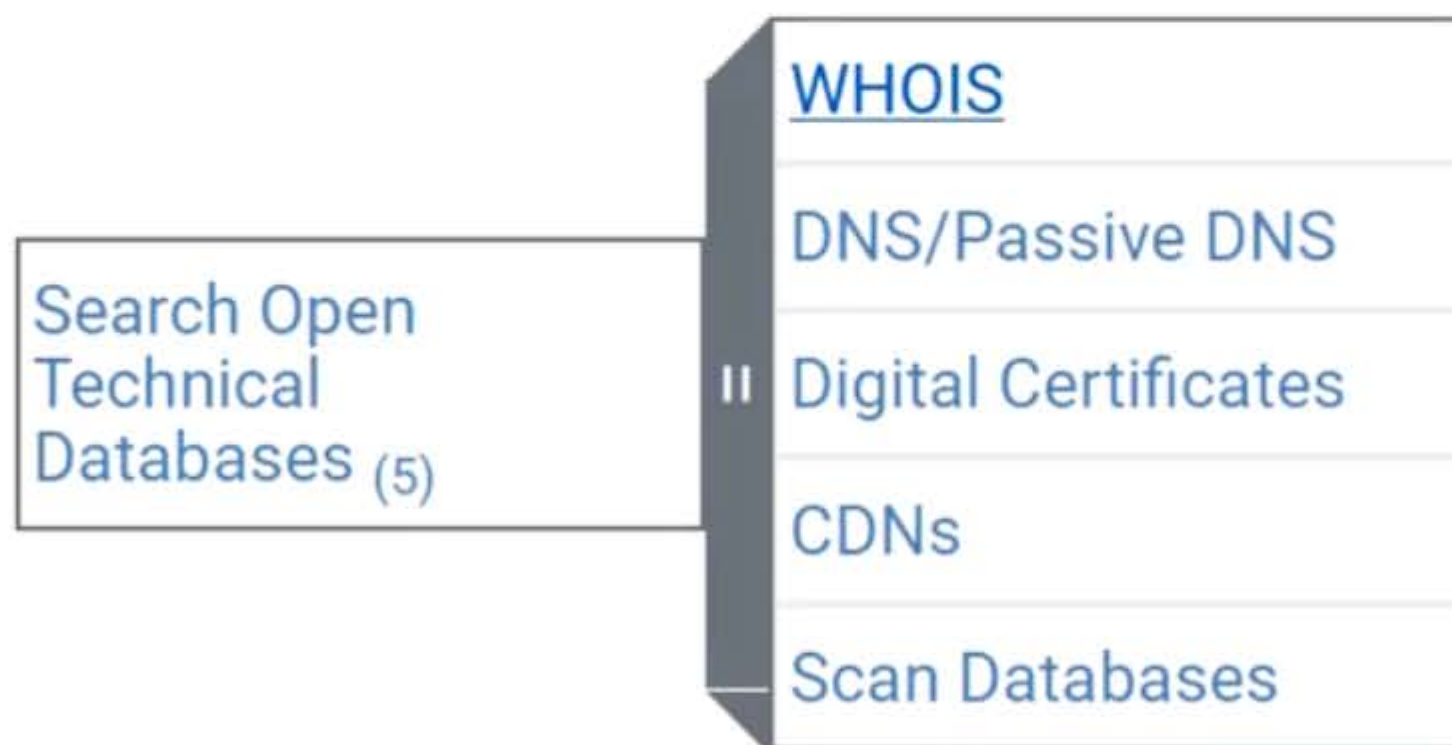 Search Open
Technical
Databases (5)
WHOIS
DNS/Passive DNS
Digital Certificates
CDNs
Scan Databases